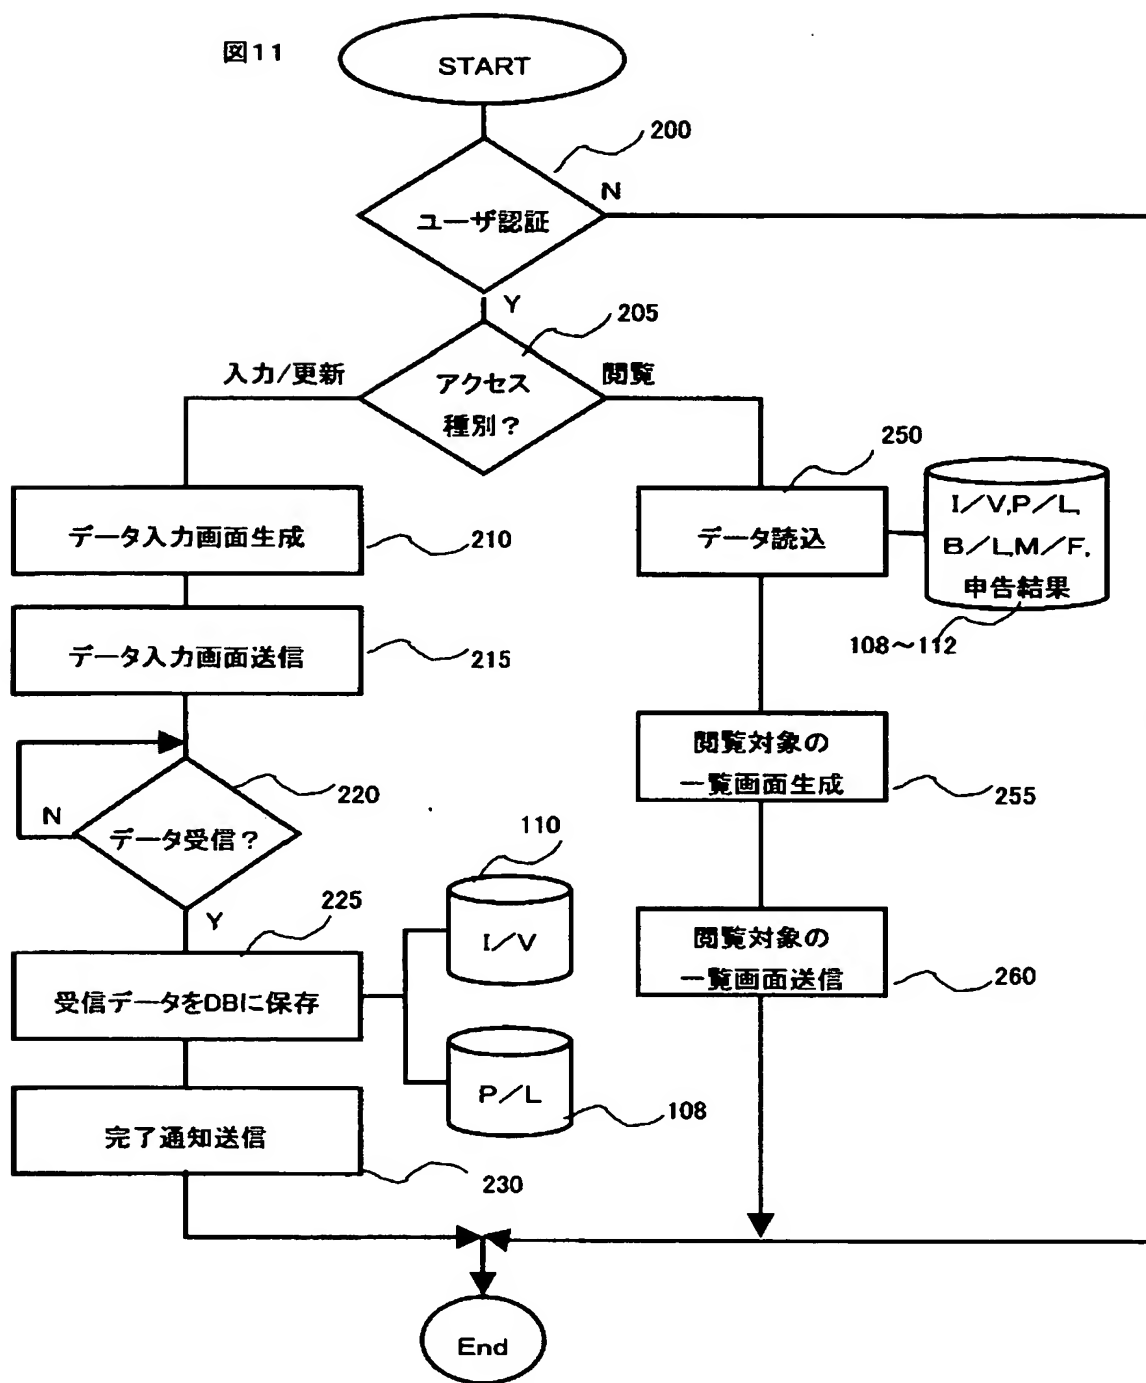 図11
START
200
N
ユーザ認証
Y
205
入力/更新
アクセス
種別?
閲覧
250
データ入力画面生成
210
データ読込
I/V,P/L,
B/L,M/F,
申告結果
108~112
データ入力画面送信
215
閲覧対象の
一覧画面生成
255
220
N
データ受信?
Y
110
I/V
225
受信データをDBに保存
閲覧対象の
一覧画面送信
260
P/L
108
完了通知送信
230
End